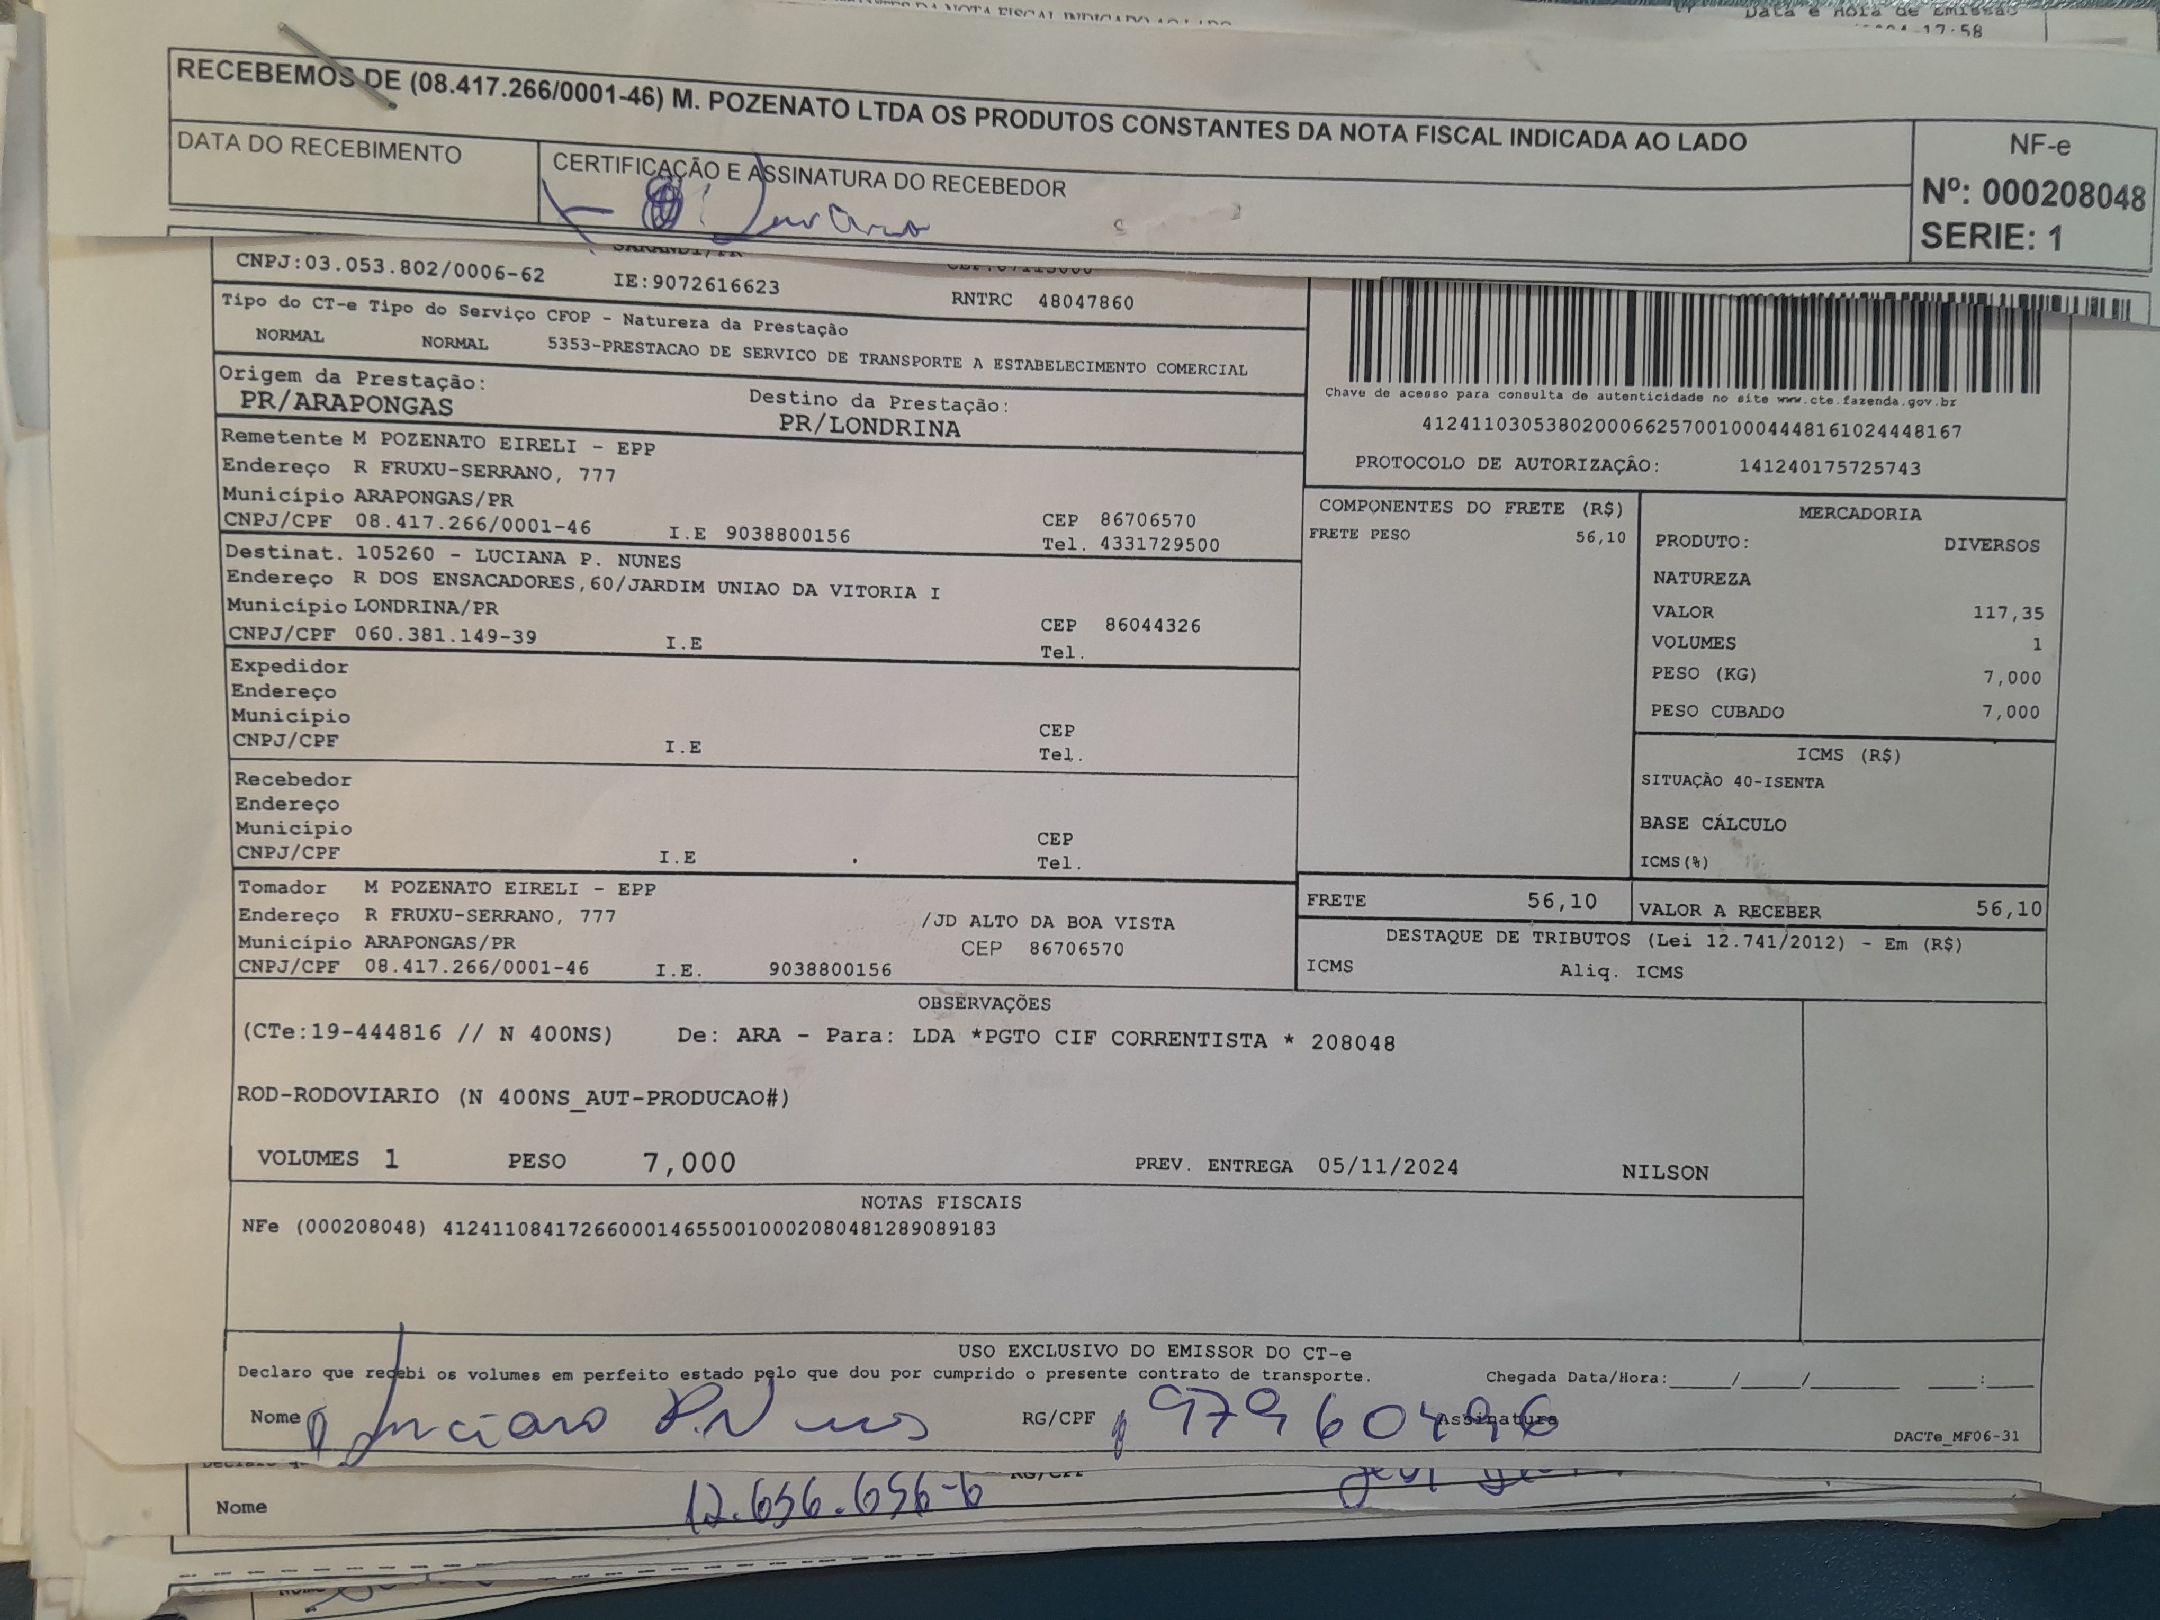 Data e Hora de Emissão
17:58
RECEBEMOS DE (08.417.266/0001-46) M. POZENATO LTDA OS PRODUTOS CONSTANTES DA NOTA FISCAL INDICADA AO LADO
DATA DO RECEBIMENTO
CERTIFICAÇÃO E ASSINATURA DO RECEBEDOR
NF-e
Nº: 000208048
SERIE: 1
CNPJ:03.053.802/0006-62 IE:9072616623 RNTRC 48047860
Tipo do CT-e Tipo do Serviço CFOP - Natureza da Prestação
NORMAL NORMAL 5353-PRESTACAO DE SERVICO DE TRANSPORTE A ESTABELECIMENTO COMERCIAL
Origem da Prestação: Destino da Prestação:
PR/ARAPONGAS PR/LONDRINA
Chave de acesso para consulta de autenticidade no site www.cte.fazenda.gov.br
41241103053802000662570010004448161024448167
PROTOCOLO DE AUTORIZAÇÂO: 141240175725743
Remetente M POZENATO EIRELI - EPP
Endereço R FRUXU-SERRANO, 777
Município ARAPONGAS/PR CEP 86706570
CNPJ/CPF 08.417.266/0001-46 I.E 9038800156 Tel. 4331729500
Destinat. 105260 - LUCIANA P. NUNES
Endereço R DOS ENSACADORES,60/JARDIM UNIAO DA VITORIA I
Município LONDRINA/PR CEP 86044326
CNPJ/CPF 060.381.149-39 I.E Tel.
Expedidor
Endereço
Município CEP
CNPJ/CPF I.E Tel.
Recebedor
Endereço
Município CEP
CNPJ/CPF I.E Tel.
Tomador M POZENATO EIRELI - EPP
Endereço R FRUXU-SERRANO, 777 /JD ALTO DA BOA VISTA
Município ARAPONGAS/PR CEP 86706570
CNPJ/CPF 08.417.266/0001-46 I.E. 9038800156
COMPONENTES DO FRETE (R$)
FRETE PESO 56,10
MERCADORIA
PRODUTO: DIVERSOS
NATUREZA
VALOR 117,35
VOLUMES 1
PESO (KG) 7,000
PESO CUBADO 7,000
ICMS (R$)
SITUAÇÃO 40-ISENTA
BASE CÁLCULO
ICMS(%)
FRETE 56,10 VALOR A RECEBER 56,10
DESTAQUE DE TRIBUTOS (Lei 12.741/2012) - Em (R$)
ICMS Aliq. ICMS
OBSERVAÇÕES
(CTe:19-444816 // N 400NS) De: ARA - Para: LDA *PGTO CIF CORRENTISTA * 208048
ROD-RODOVIARIO (N 400NS_AUT-PRODUCAO#)
VOLUMES 1 PESO 7,000 PREV. ENTREGA 05/11/2024 NILSON
NOTAS FISCAIS
NFe (000208048) 41241108417266000146550010002080481289089183
USO EXCLUSIVO DO EMISSOR DO CT-e
Declaro que recebi os volumes em perfeito estado pelo que dou por cumprido o presente contrato de transporte. Chegada Data/Hora:____/____/______ ____:____
Nome Luciano P. Nunes RG/CPF 97960496 Assinatura
DACTe_MF06-31
Nome 12.656.656-6